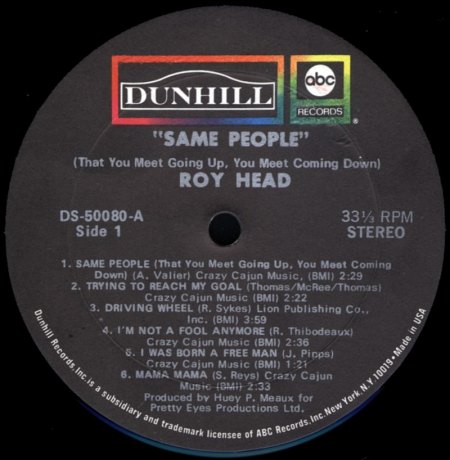 DUNHILL
abc
RECORDS®
"SAME PEOPLE"
(That You Meet Going Up, You Meet Coming Down)
ROY HEAD
DS-50080-A
Side 1
33⅓ RPM
STEREO
1. SAME PEOPLE (That You Meet Going Up, You Meet Coming
Down) (A. Valier) Crazy Cajun Music, (BMI) 2:29
2. TRYING TO REACH MY GOAL (Thomas/McRee/Thomas)
Crazy Cajun Music (BMI) 2:22
3. DRIVING WHEEL (R. Sykes) Lion Publishing Co.,
Inc. (BMI) 3:59
4. I'M NOT A FOOL ANYMORE (R. Thibodeaux)
Crazy Cajun Music (BMI) 2:36
5. I WAS BORN A FREE MAN (J. Pipps)
Crazy Cajun Music (BMI) 1:21
6. MAMA MAMA (S. Reys) Crazy Cajun
Music (BMI) 2:33
Produced by Huey P. Meaux for
Pretty Eyes Productions Ltd.
Dunhill Records, Inc. is a subsidiary and trademark licensee of ABC Records, Inc. New York, N.Y. 10019 • Made in USA